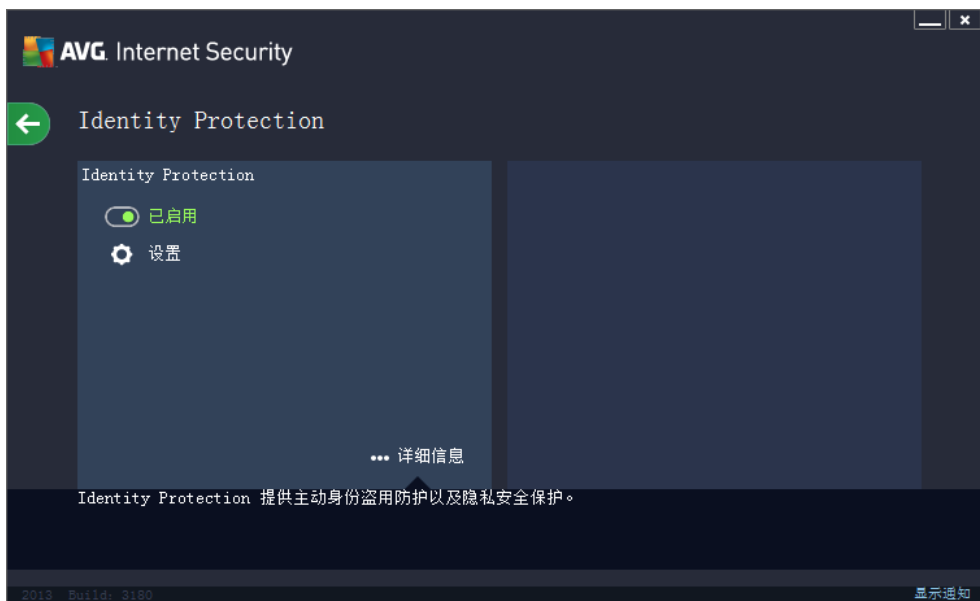 AVG. Internet Security
Identity Protection
Identity Protection
已启用
设置
••• 详细信息
Identity Protection 提供主动身份盗用防护以及隐私安全保护。
2013 Build: 3180
显示通知